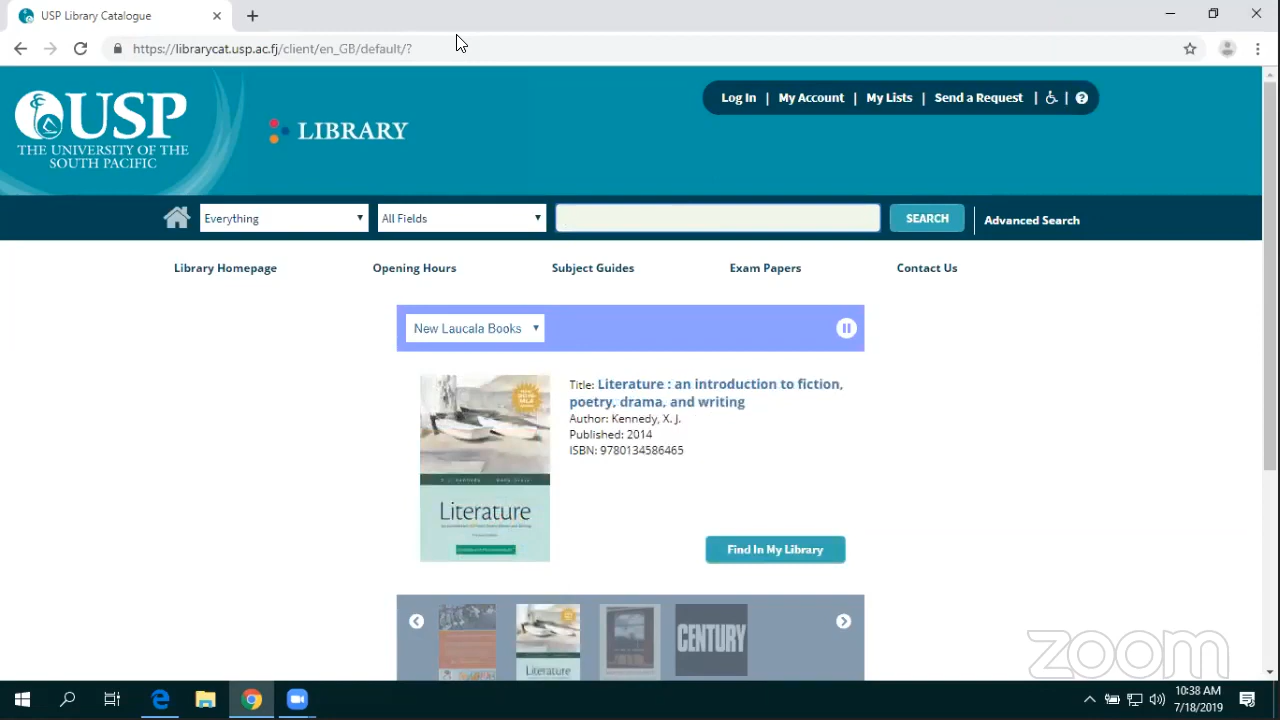 USP Library Catalogue
https://librarycat.usp.ac.fj/client/en_GB/default/?
USP
THE UNIVERSITY OF THE
SOUTH PACIFIC
LIBRARY
Log In | My Account | My Lists | Send a Request | | ?
Everything All Fields SEARCH Advanced Search
Library Homepage Opening Hours Subject Guides Exam Papers Contact Us
New Laucala Books
Title: Literature : an introduction to fiction,
poetry, drama, and writing
Author: Kennedy, X. J.
Published: 2014
ISBN: 9780134586465
Literature
Find In My Library
CENTURY
Literature
zoom
10:38 AM
7/18/2019